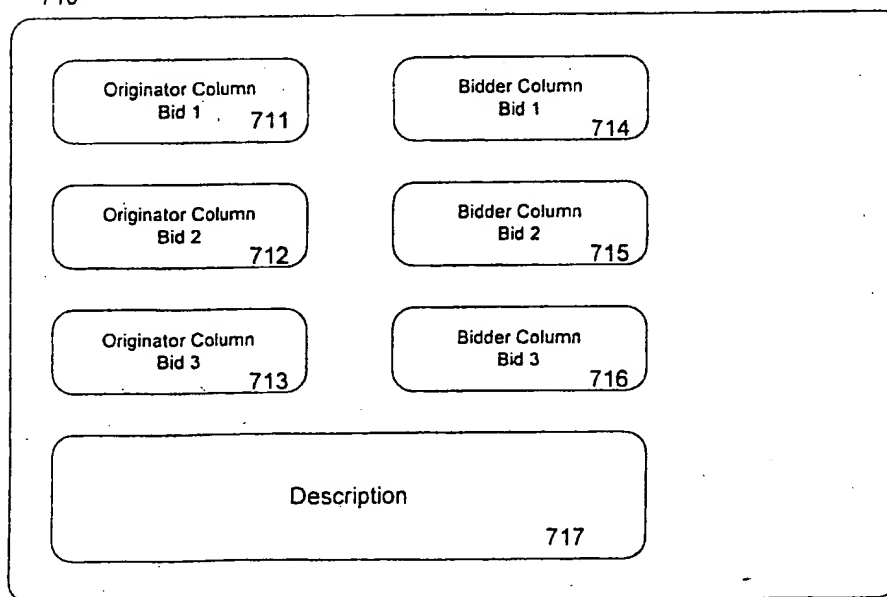 Originator Column
Bid 1
711
Bidder Column
Bid 1
714
Originator Column
Bid 2
712
Bidder Column
Bid 2
715
Originator Column
Bid 3
713
Bidder Column
Bid 3
716
Description
717